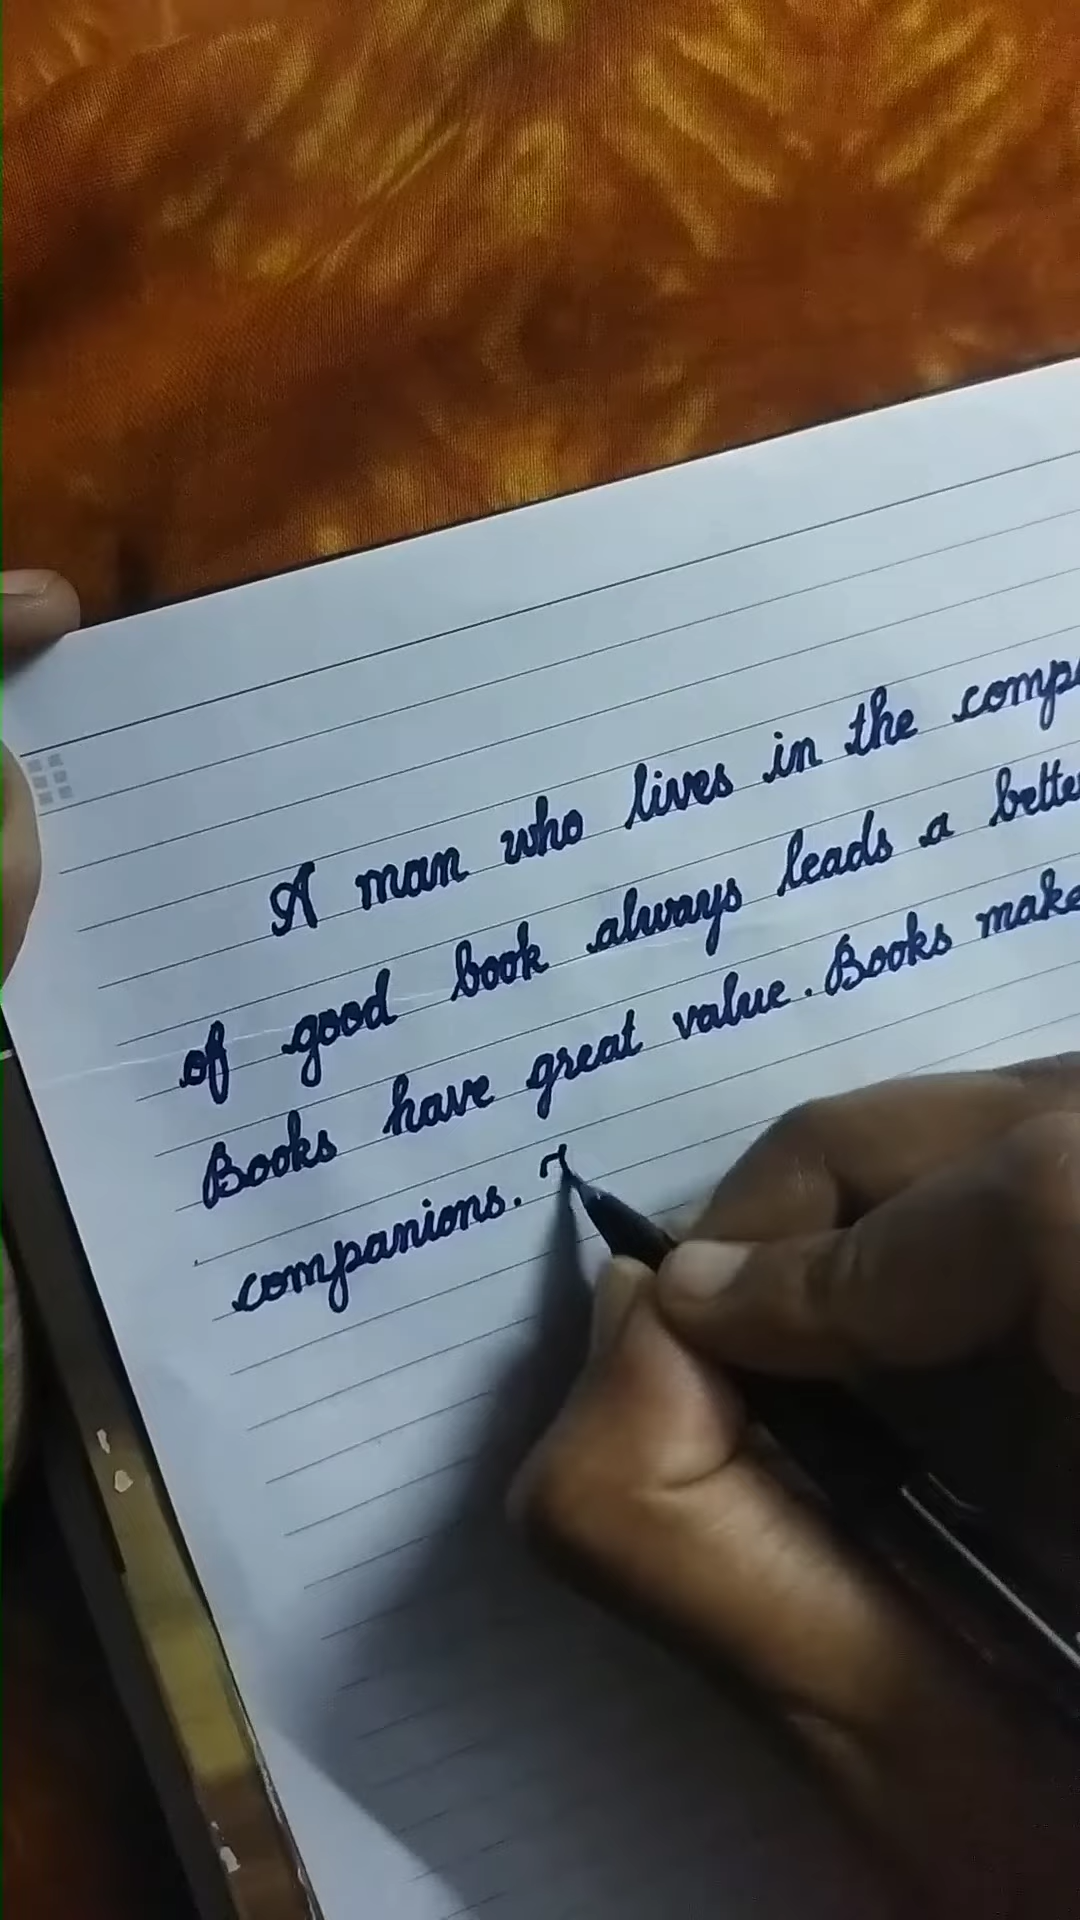 A man who lives in the comp
of good book always leads a bette
Books have great value. Books make
companions.